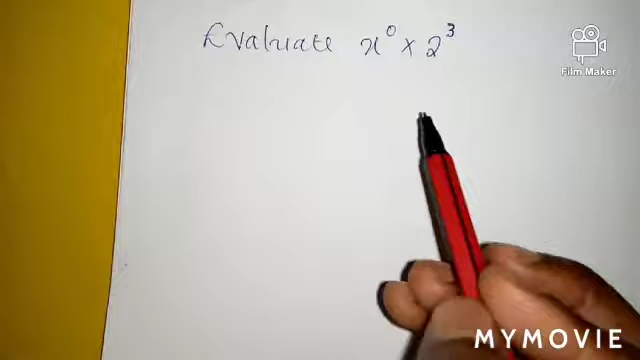 Evaluate x⁰ × 2³
Film Maker
MYMOVIE